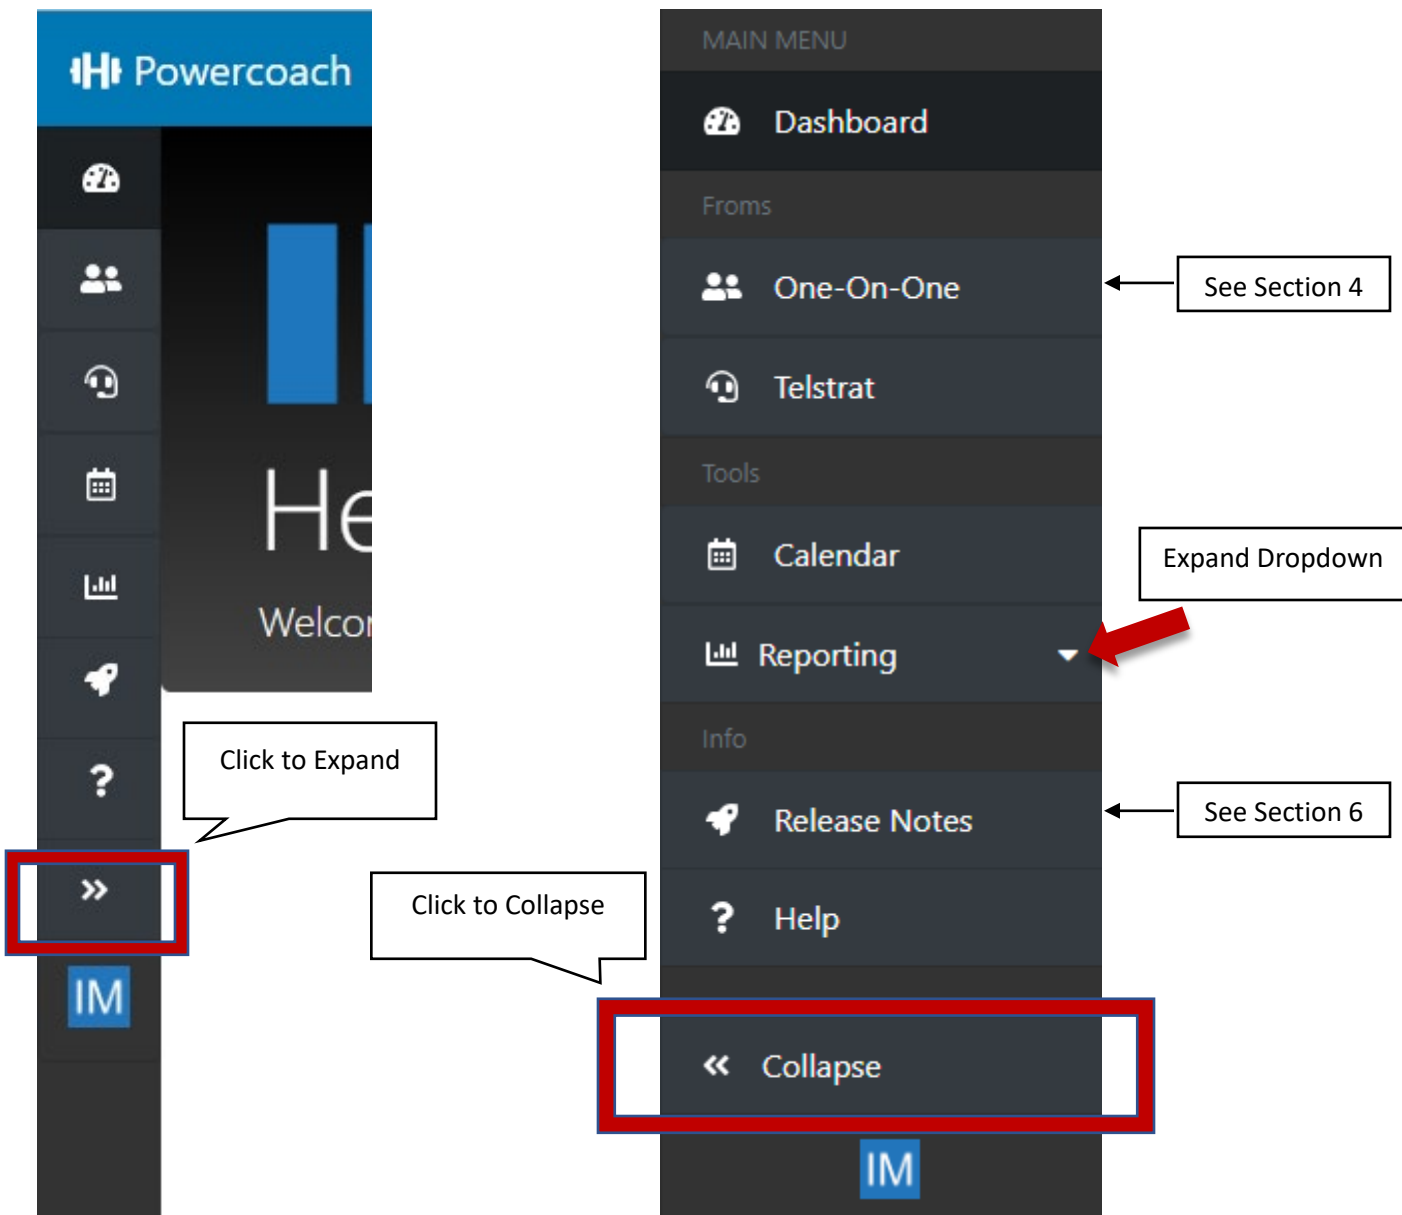 Powercoach
He
Welcor
?
Click to Expand
»
IM
MAIN MENU
Dashboard
Froms
One-On-One
See Section 4
Telstrat
Tools
Calendar
Expand Dropdown
Reporting
Info
Release Notes
See Section 6
? Help
Click to Collapse
« Collapse
IM